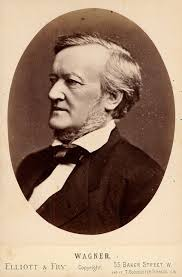 WAGNER.
ELLIOTT & FRY
Copyright.
55, BAKER STREET, W.